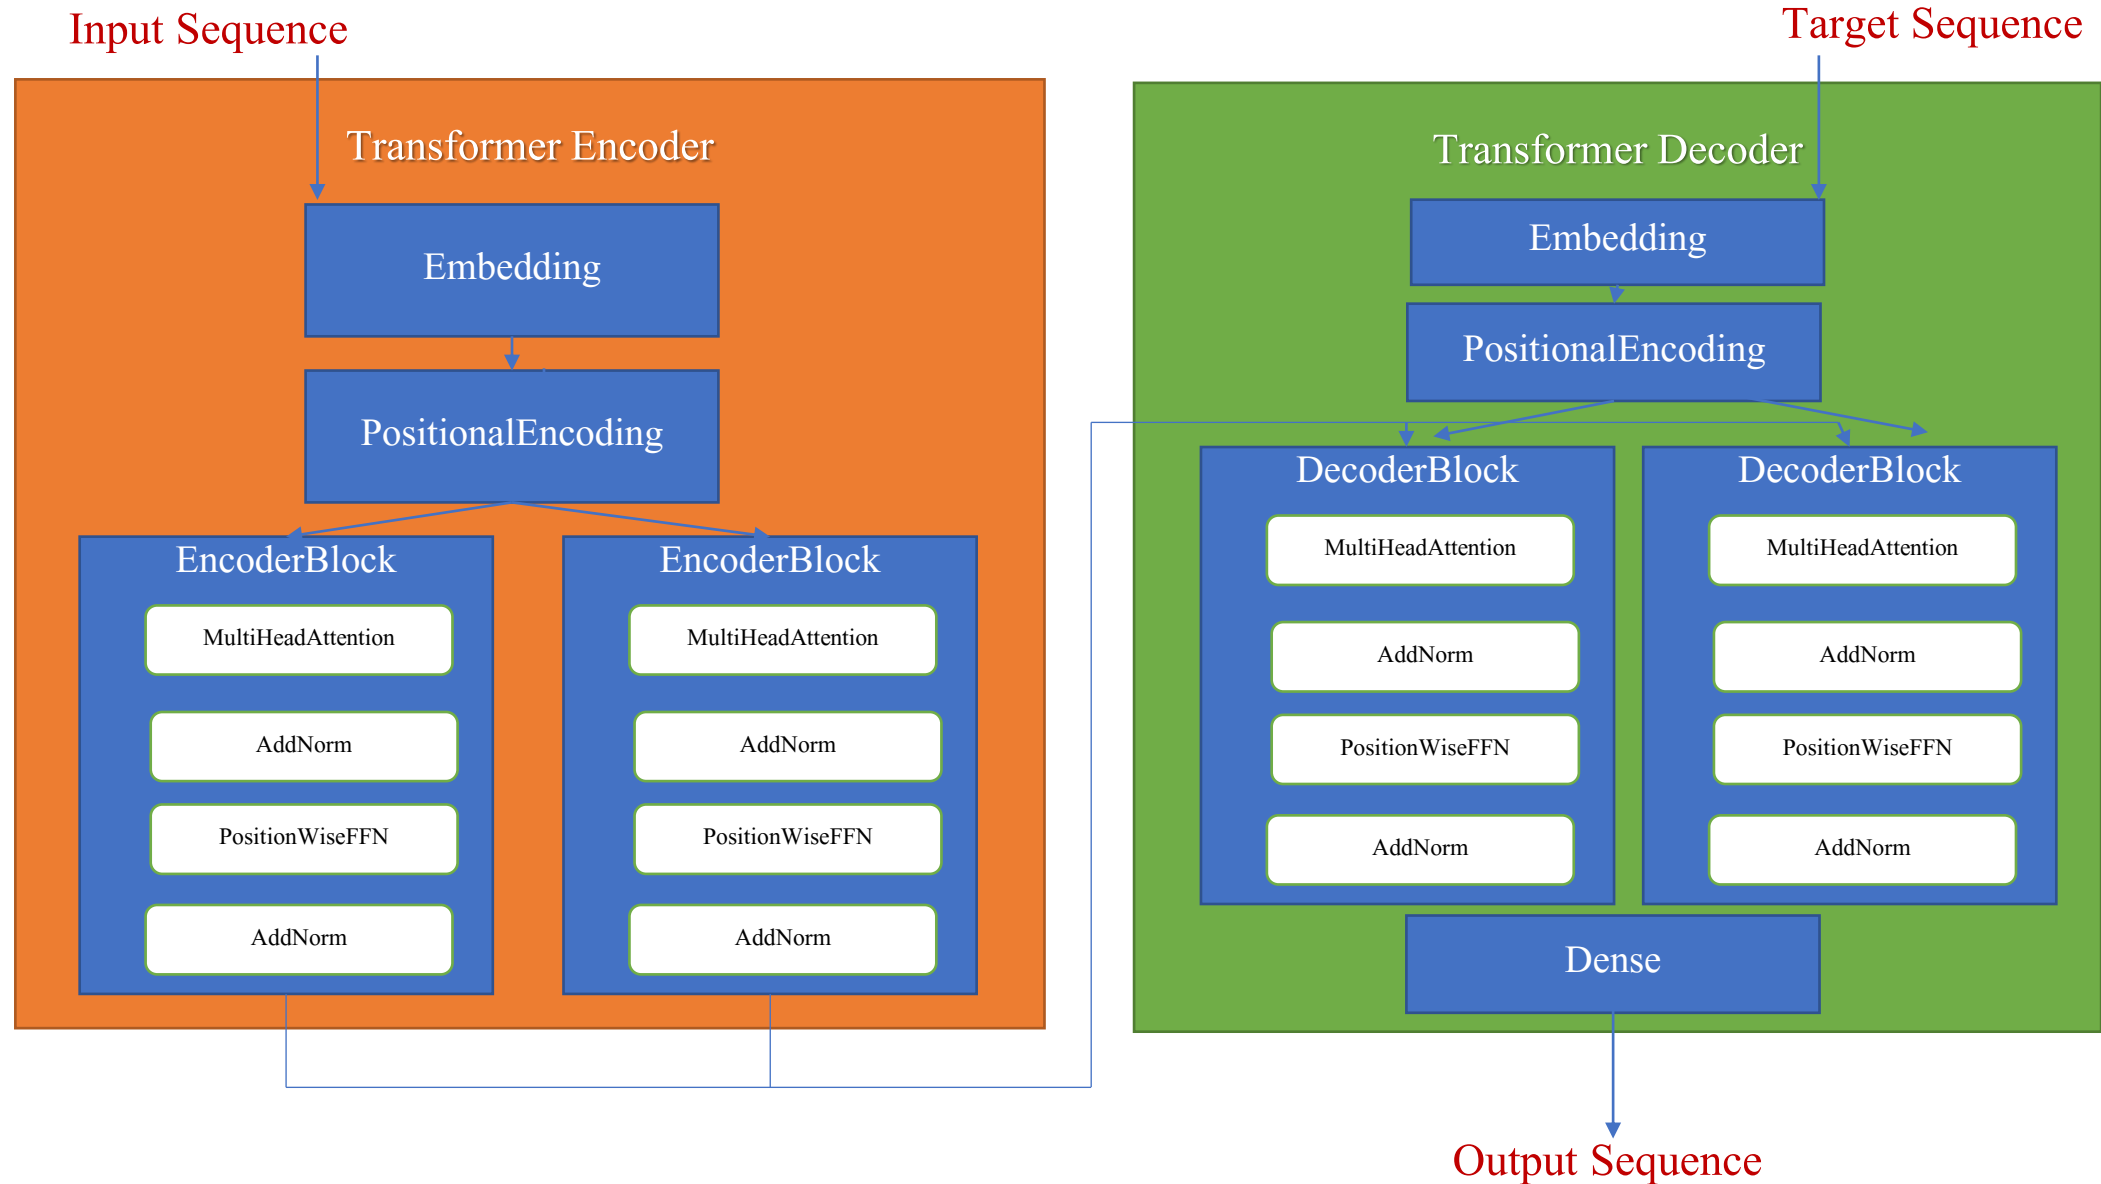 Input Sequence
Transformer Encoder
Embedding
PositionalEncoding
EncoderBlock
MultiHeadAttention
AddNorm
PositionWiseFFN
AddNorm
EncoderBlock
MultiHeadAttention
AddNorm
PositionWiseFFN
AddNorm
Target Sequence
Transformer Decoder
Embedding
PositionalEncoding
DecoderBlock
MultiHeadAttention
AddNorm
PositionWiseFFN
AddNorm
DecoderBlock
MultiHeadAttention
AddNorm
PositionWiseFFN
AddNorm
Dense
Output Sequence